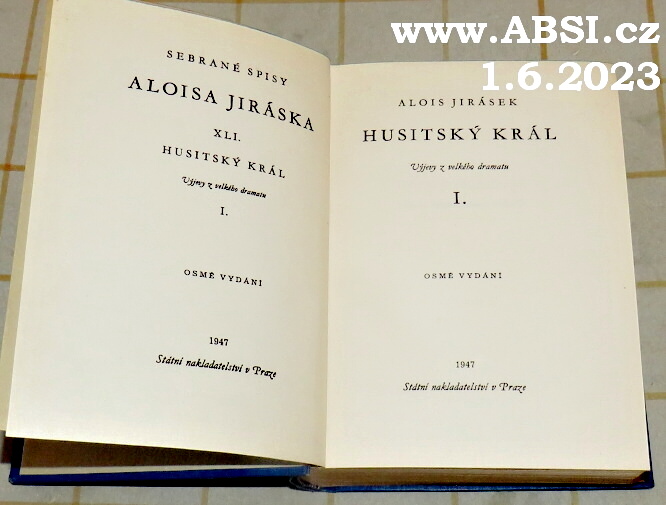 www.ABSI.cz
1.6.2023
SEBRANÉ SPISY
ALOISA JIRÁSKA
XLI.
HUSITSKÝ KRÁL
Výjevy z velkého dramatu
I.
OSMÉ VYDÁNÍ
1947
Státní nakladatelství v Praze
ALOIS JIRÁSEK
HUSITSKÝ KRÁL
Výjevy z velkého dramatu
I.
OSMÉ VYDÁNÍ
1947
Státní nakladatelství v Praze